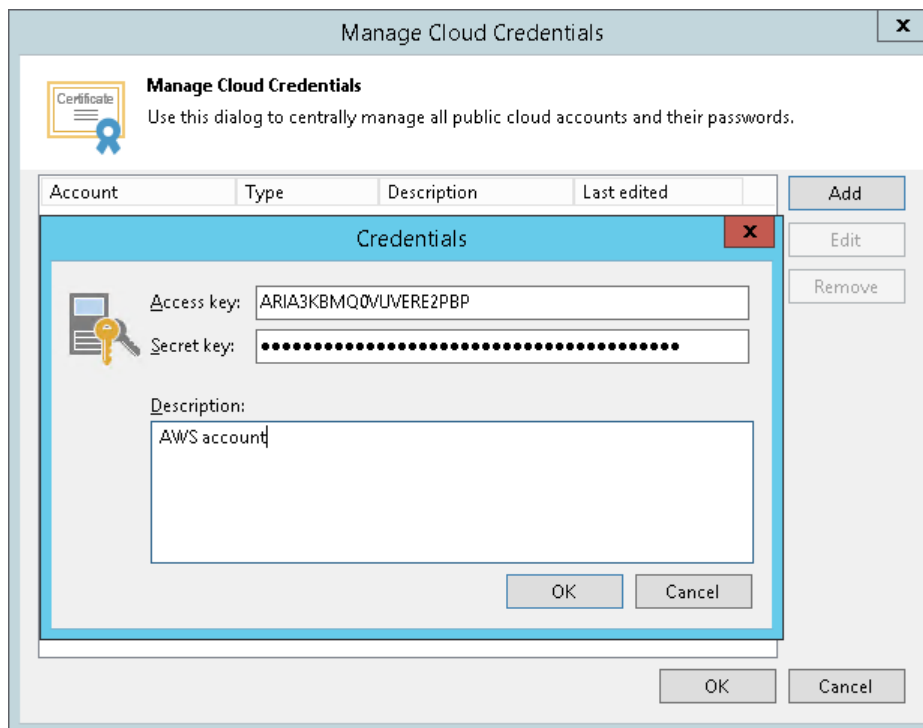 Manage Cloud Credentials
x
Certificate
Manage Cloud Credentials
Use this dialog to centrally manage all public cloud accounts and their passwords.
Account Type Description Last edited
Add
Credentials
x
Edit
Remove
Access key: ARIA3KBMQ0VUVERE2PBP
Secret key: ●●●●●●●●●●●●●●●●●●●●●●●●●●●●●●●●●●●●●●●●
Description:
AWS account
OK Cancel
OK Cancel